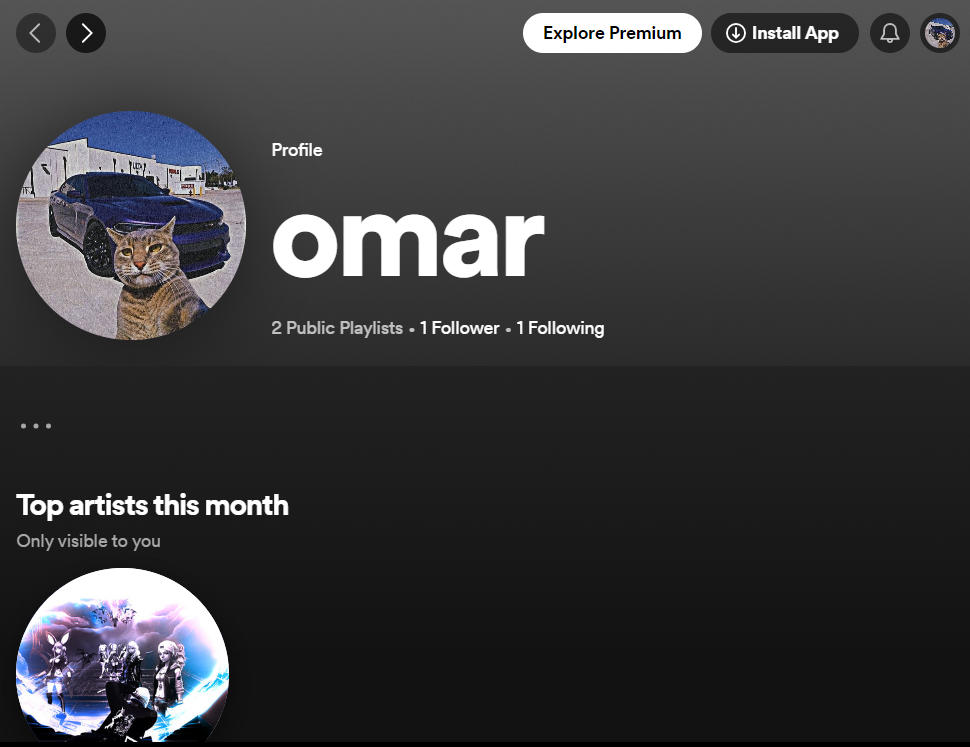 Explore Premium
Install App
Profile
omar
2 Public Playlists • 1 Follower • 1 Following
Top artists this month
Only visible to you